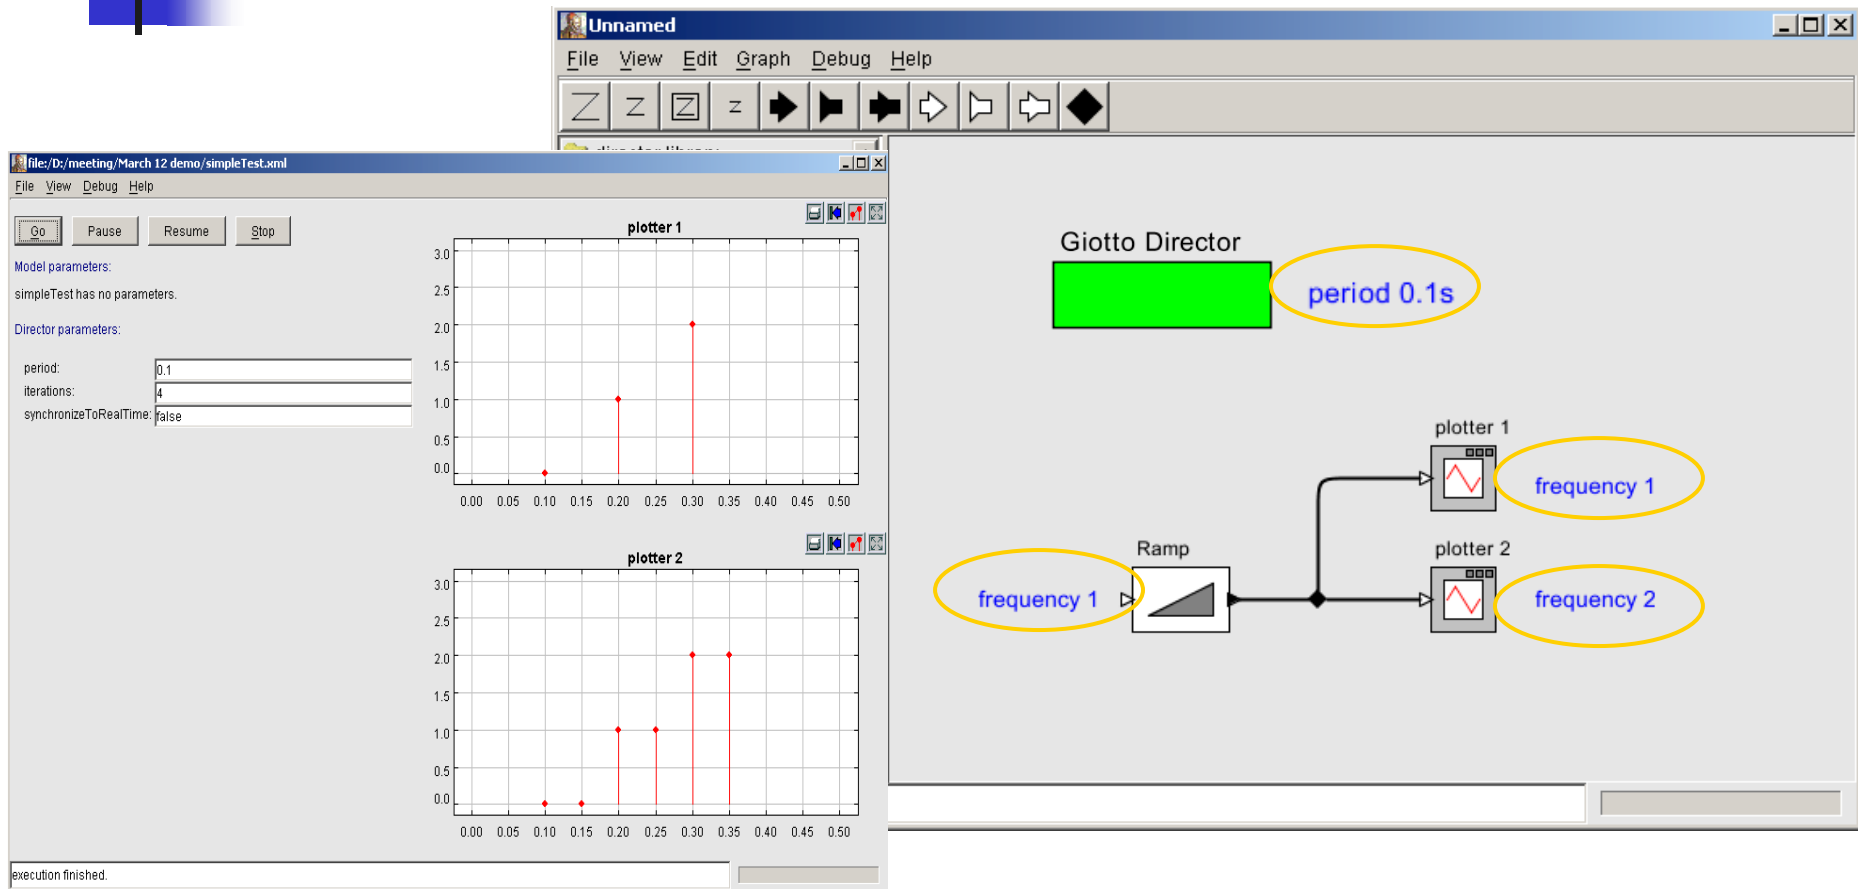 Unnamed
File View Edit Graph Debug Help
Z Z Z Z
director library
file:/D:/meeting/March 12 demo/simpleTest.xml
File View Debug Help
Go Pause Resume Stop
Model parameters:
simpleTest has no parameters.
Director parameters:
period: 0.1
iterations: 4
synchronizeToRealTime: false
plotter 1
3.0
2.5
2.0
1.5
1.0
0.5
0.0
0.00 0.05 0.10 0.15 0.20 0.25 0.30 0.35 0.40 0.45 0.50
plotter 2
3.0
2.5
2.0
1.5
1.0
0.5
0.0
0.00 0.05 0.10 0.15 0.20 0.25 0.30 0.35 0.40 0.45 0.50
execution finished.
Giotto Director
period 0.1s
plotter 1
frequency 1
Ramp
frequency 1
plotter 2
frequency 2